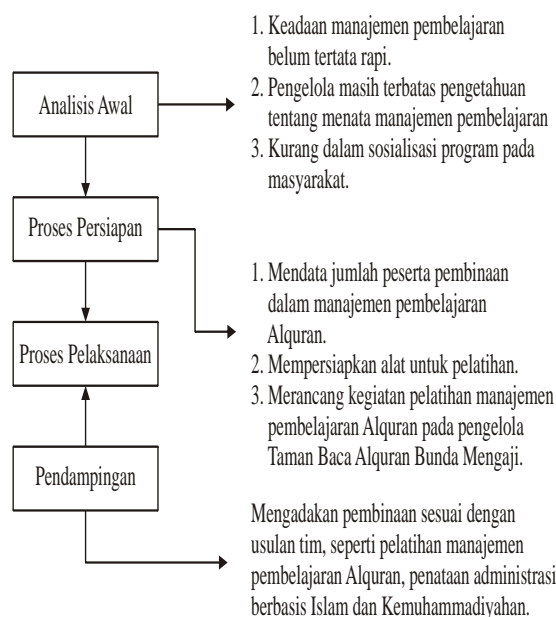 Analisis Awal
1. Keadaan manajemen pembelajaran
belum tertata rapi.
2. Pengelola masih terbatas pengetahuan
tentang menata manajemen pembelajaran
3. Kurang dalam sosialisasi program pada
masyarakat.
Proses Persiapan
1. Mendata jumlah peserta pembinaan
dalam manajemen pembelajaran
Alquran.
2. Mempersiapkan alat untuk pelatihan.
3. Merancang kegiatan pelatihan manajemen
pembelajaran Alquran pada pengelola
Taman Baca Alquran Bunda Mengaji.
Proses Pelaksanaan
Pendampingan
Mengadakan pembinaan sesuai dengan
usulan tim, seperti pelatihan manajemen
pembelajaran Alquran, penataan administrasi
berbasis Islam dan Kemuhammadiyahan.